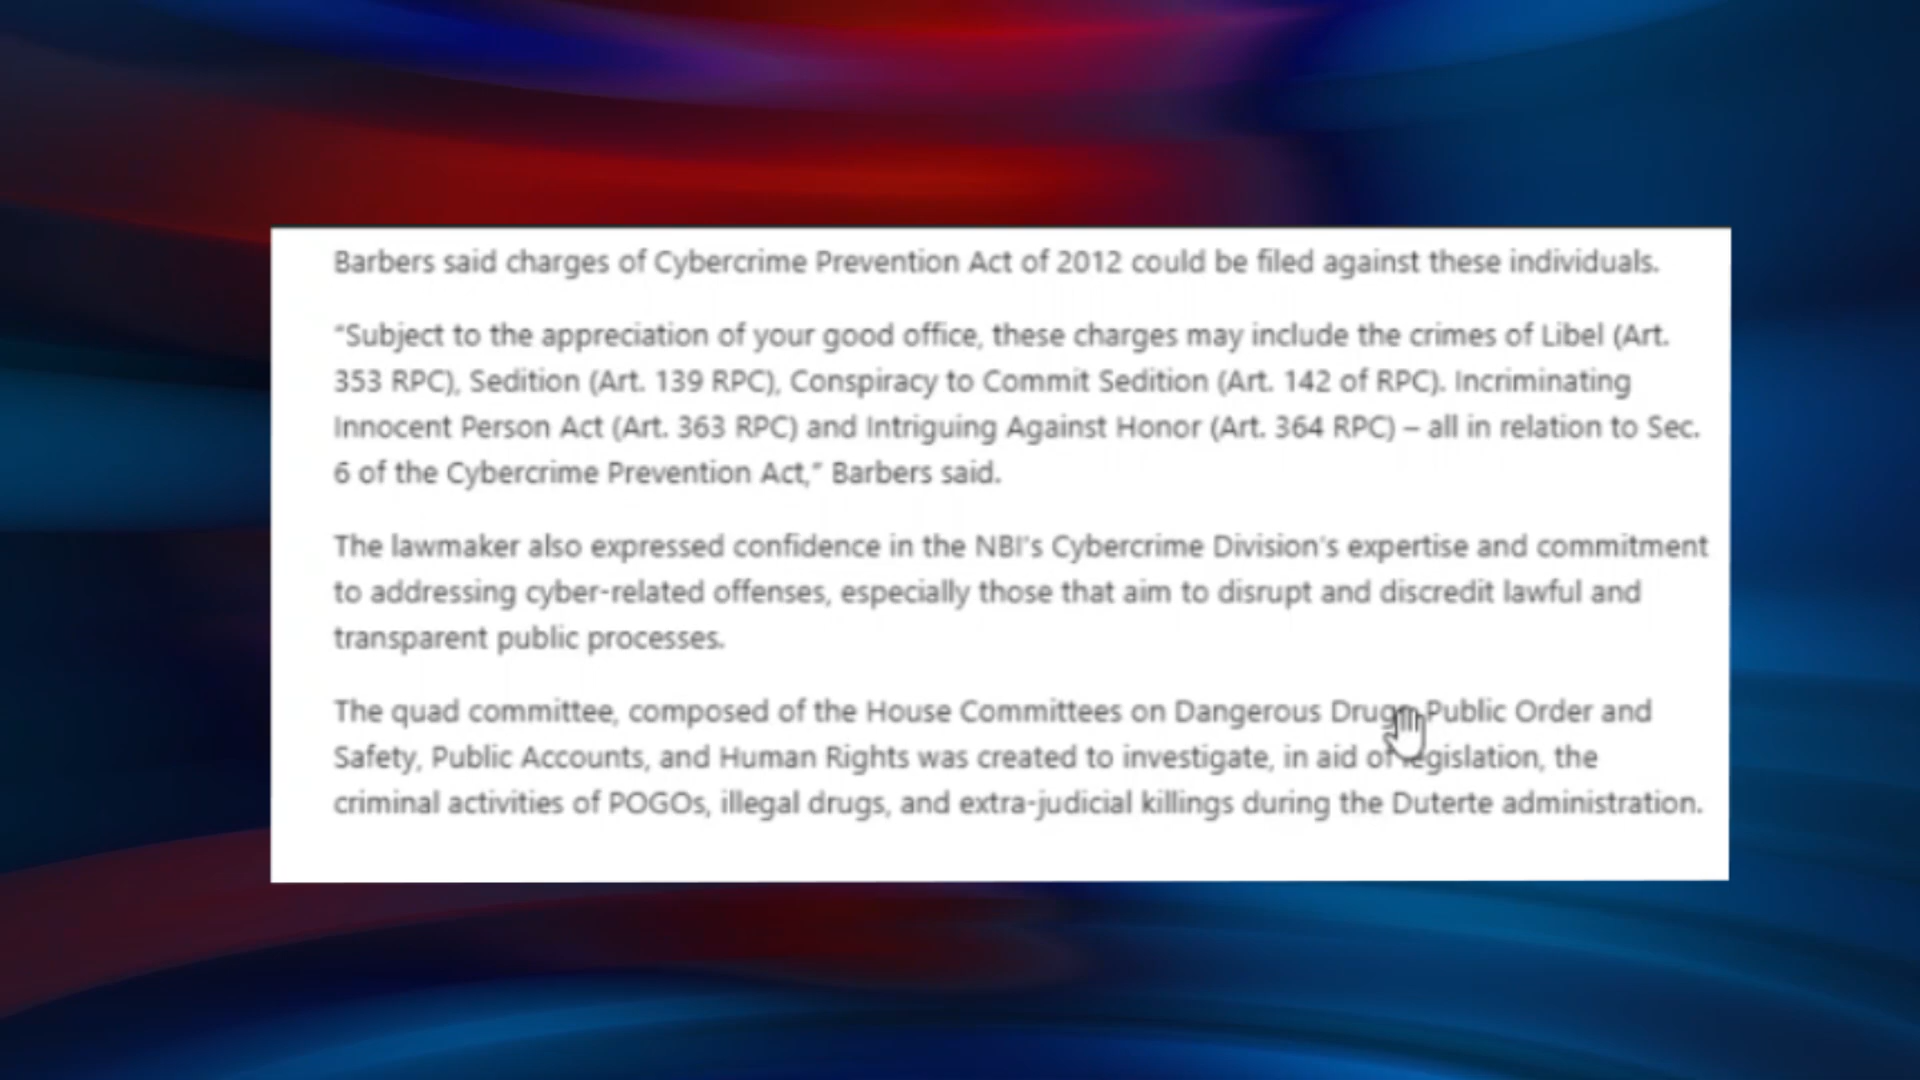 Barbers said charges of Cybercrime Prevention Act of 2012 could be filed against these individuals.
“Subject to the appreciation of your good office, these charges may include the crimes of Libel (Art.
353 RPC), Sedition (Art. 139 RPC), Conspiracy to Commit Sedition (Art. 142 of RPC). Incriminating
Innocent Person Act (Art. 363 RPC) and Intriguing Against Honor (Art. 364 RPC) – all in relation to Sec.
6 of the Cybercrime Prevention Act,” Barbers said.
The lawmaker also expressed confidence in the NBI's Cybercrime Division's expertise and commitment
to addressing cyber-related offenses, especially those that aim to disrupt and discredit lawful and
transparent public processes.
The quad committee, composed of the House Committees on Dangerous Drugs, Public Order and
Safety, Public Accounts, and Human Rights was created to investigate, in aid of legislation, the
criminal activities of POGOs, illegal drugs, and extra-judicial killings during the Duterte administration.